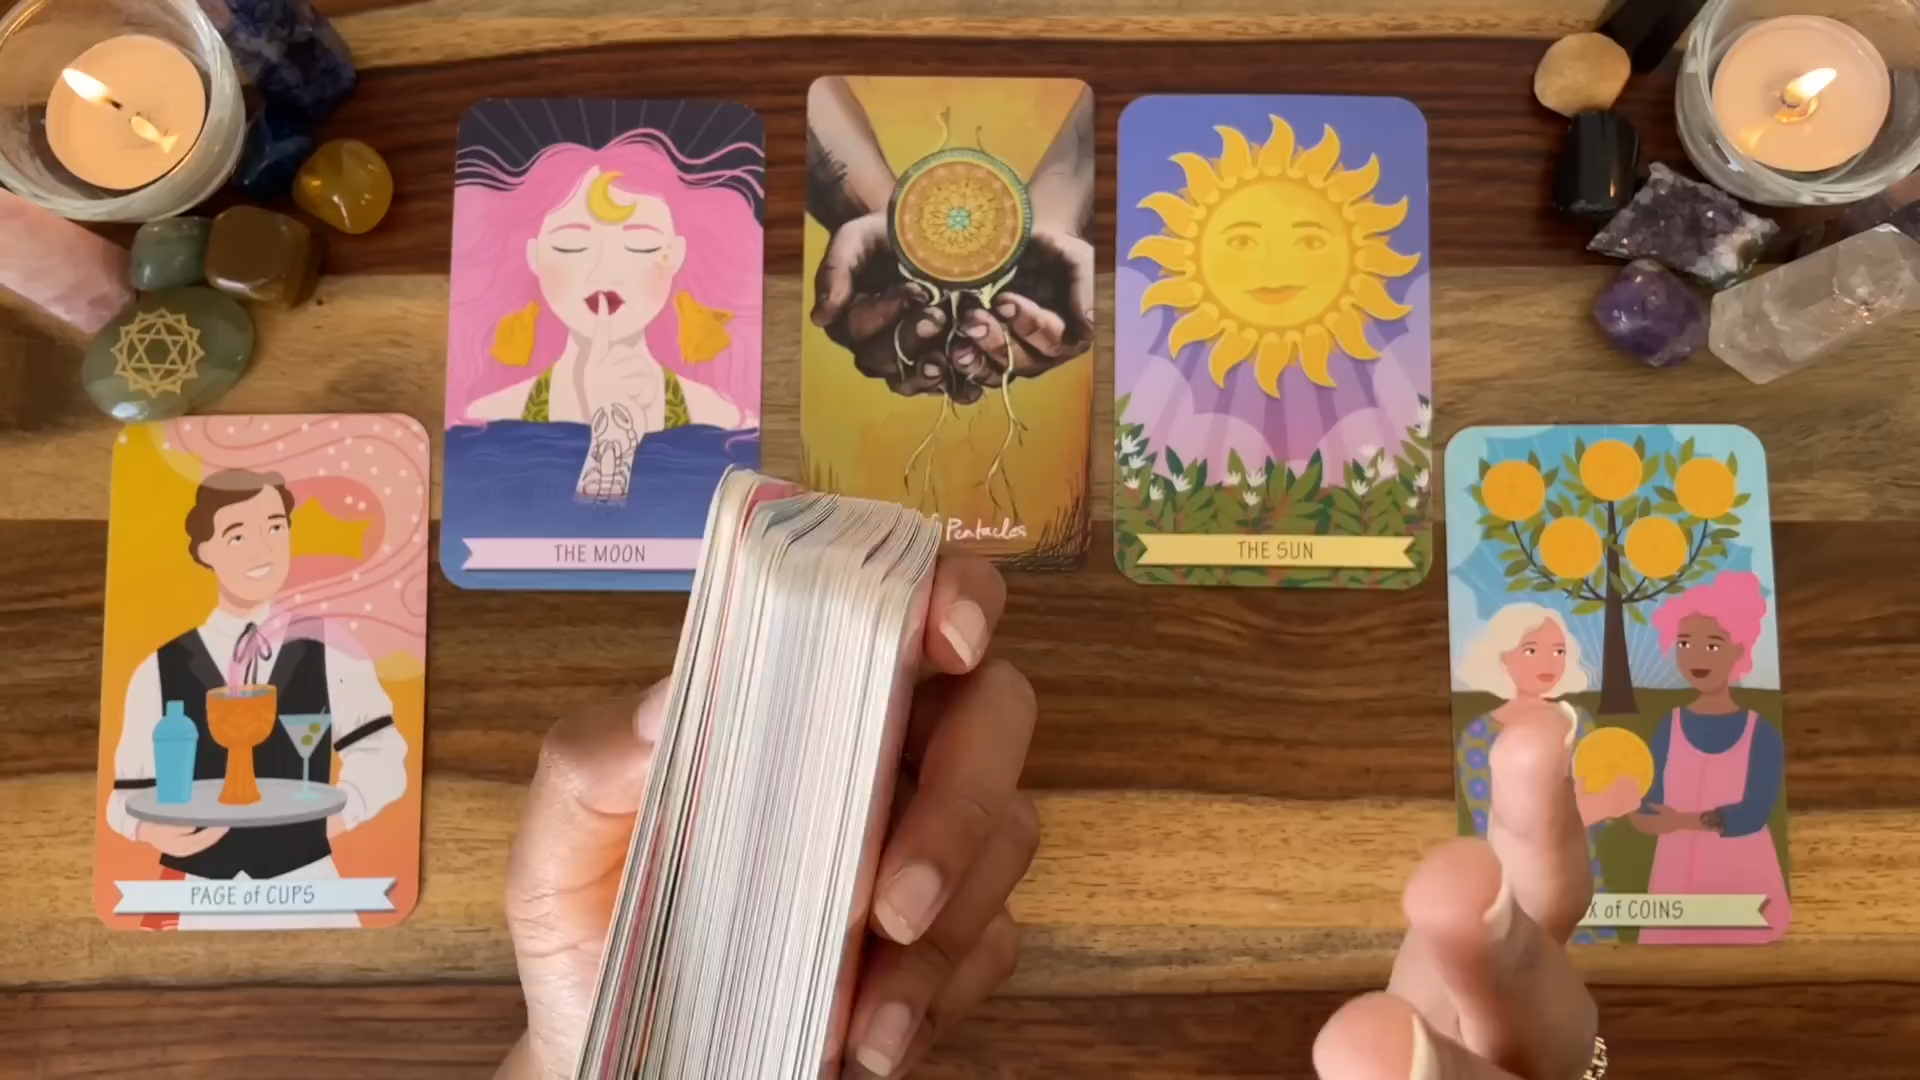 THE MOON
Pentacles
THE SUN
PAGE of CUPS
of COINS